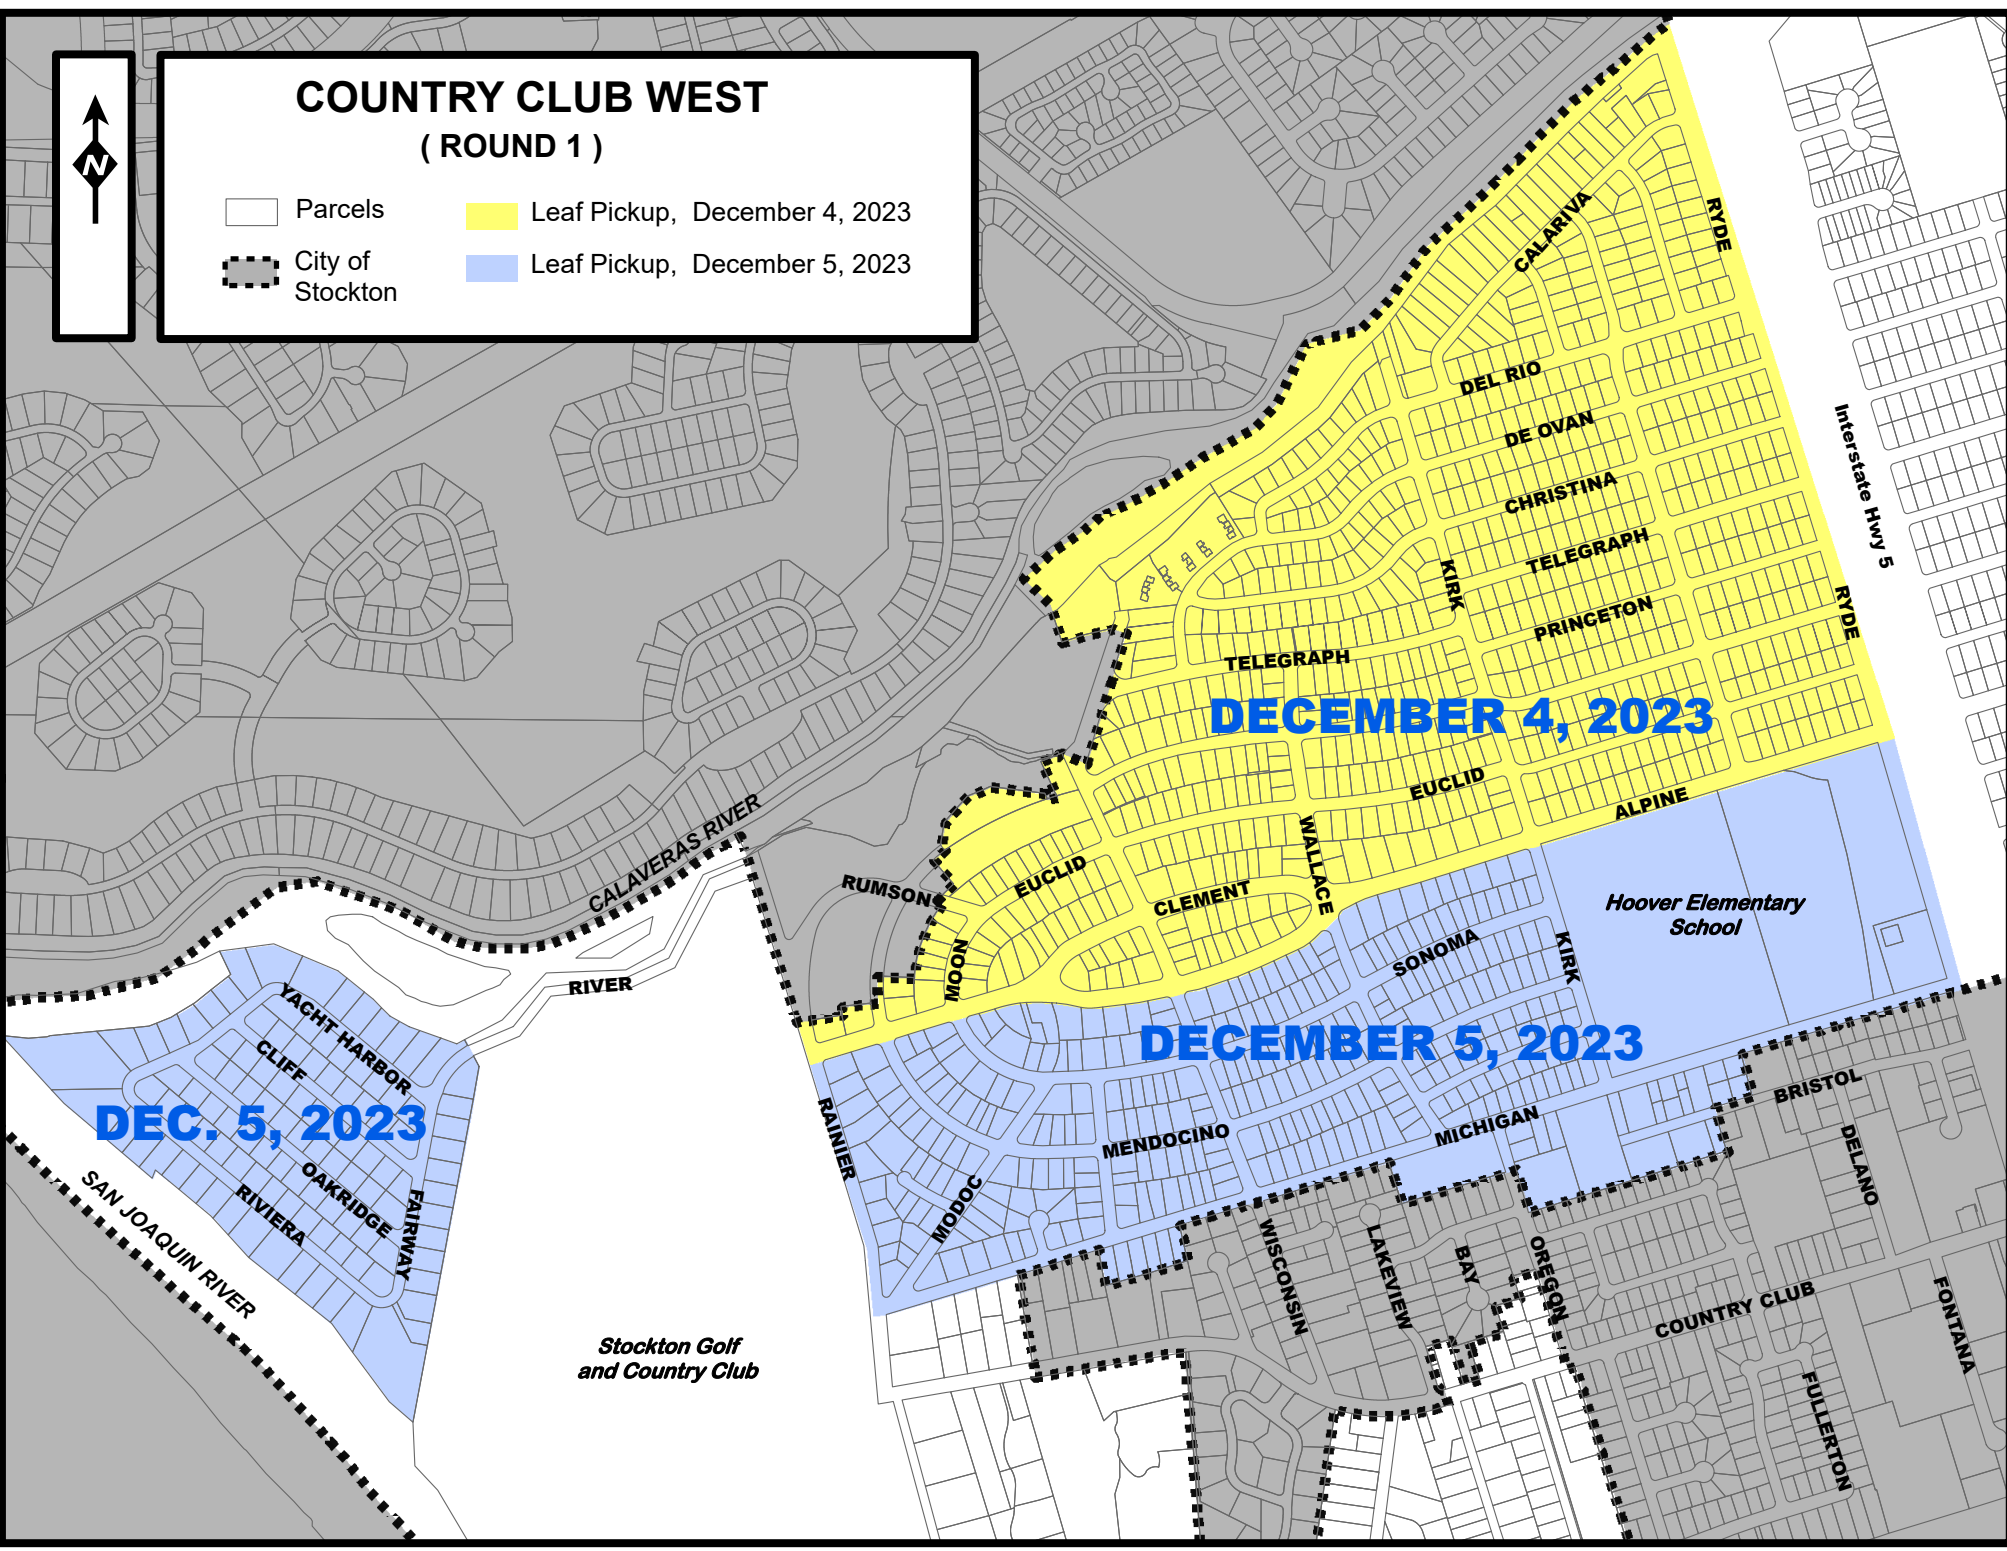 COUNTRY CLUB WEST
( ROUND 1 )
N
Parcels
Leaf Pickup, December 4, 2023
City of
Stockton
Leaf Pickup, December 5, 2023
CALARIVA
RYDE
DEL RIO
DE OVAN
CHRISTINA
TELEGRAPH
KIRK
PRINCETON
Interstate Hwy 5
RYDE
TELEGRAPH
DECEMBER 4, 2023
EUCLID
ALPINE
WALLACE
CALAVERAS RIVER
RUMSON
EUCLID
CLEMENT
MOON
Hoover Elementary
School
SONOMA
KIRK
RIVER
DECEMBER 5, 2023
YACHT HARBOR
CLIFF
DEC. 5, 2023
OAKRIDGE
RIVIERA
FAIRWAY
SAN JOAQUIN RIVER
RAINIER
MENDOCINO
MICHIGAN
MODOC
BRISTOL
DELANO
WISCONSIN
LAKEVIEW
BAY
OREGON
COUNTRY CLUB
FONTANA
FULLERTON
Stockton Golf
and Country Club